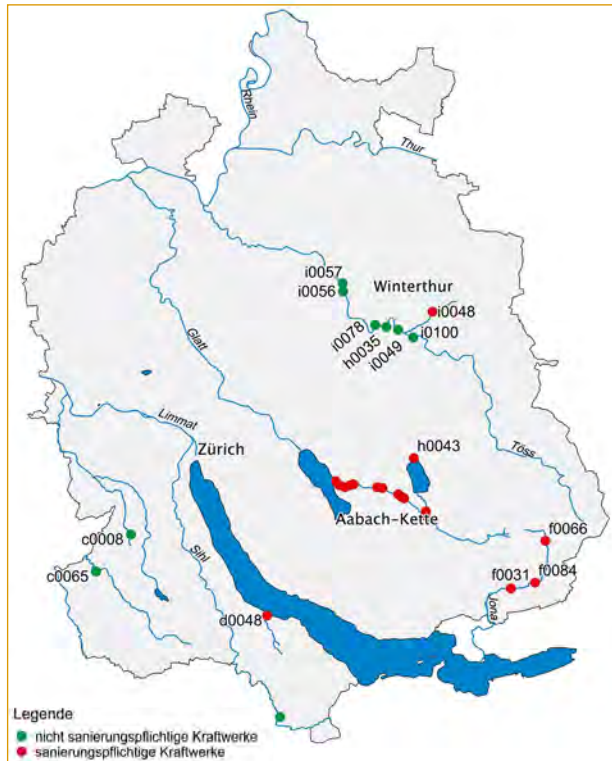 Rhein
Thur
i0057
i0056
Winterthur
i0048
i0078
h0035
i0049
i0100
Glatt
Limmat
Zürich
h0043
Töss
Aabach-Kette
c0008
c0065
Sihl
f0066
f0084
f0031
Jona
d0048
Legende
nicht sanierungspflichtige Kraftwerke
sanierungspflichtige Kraftwerke